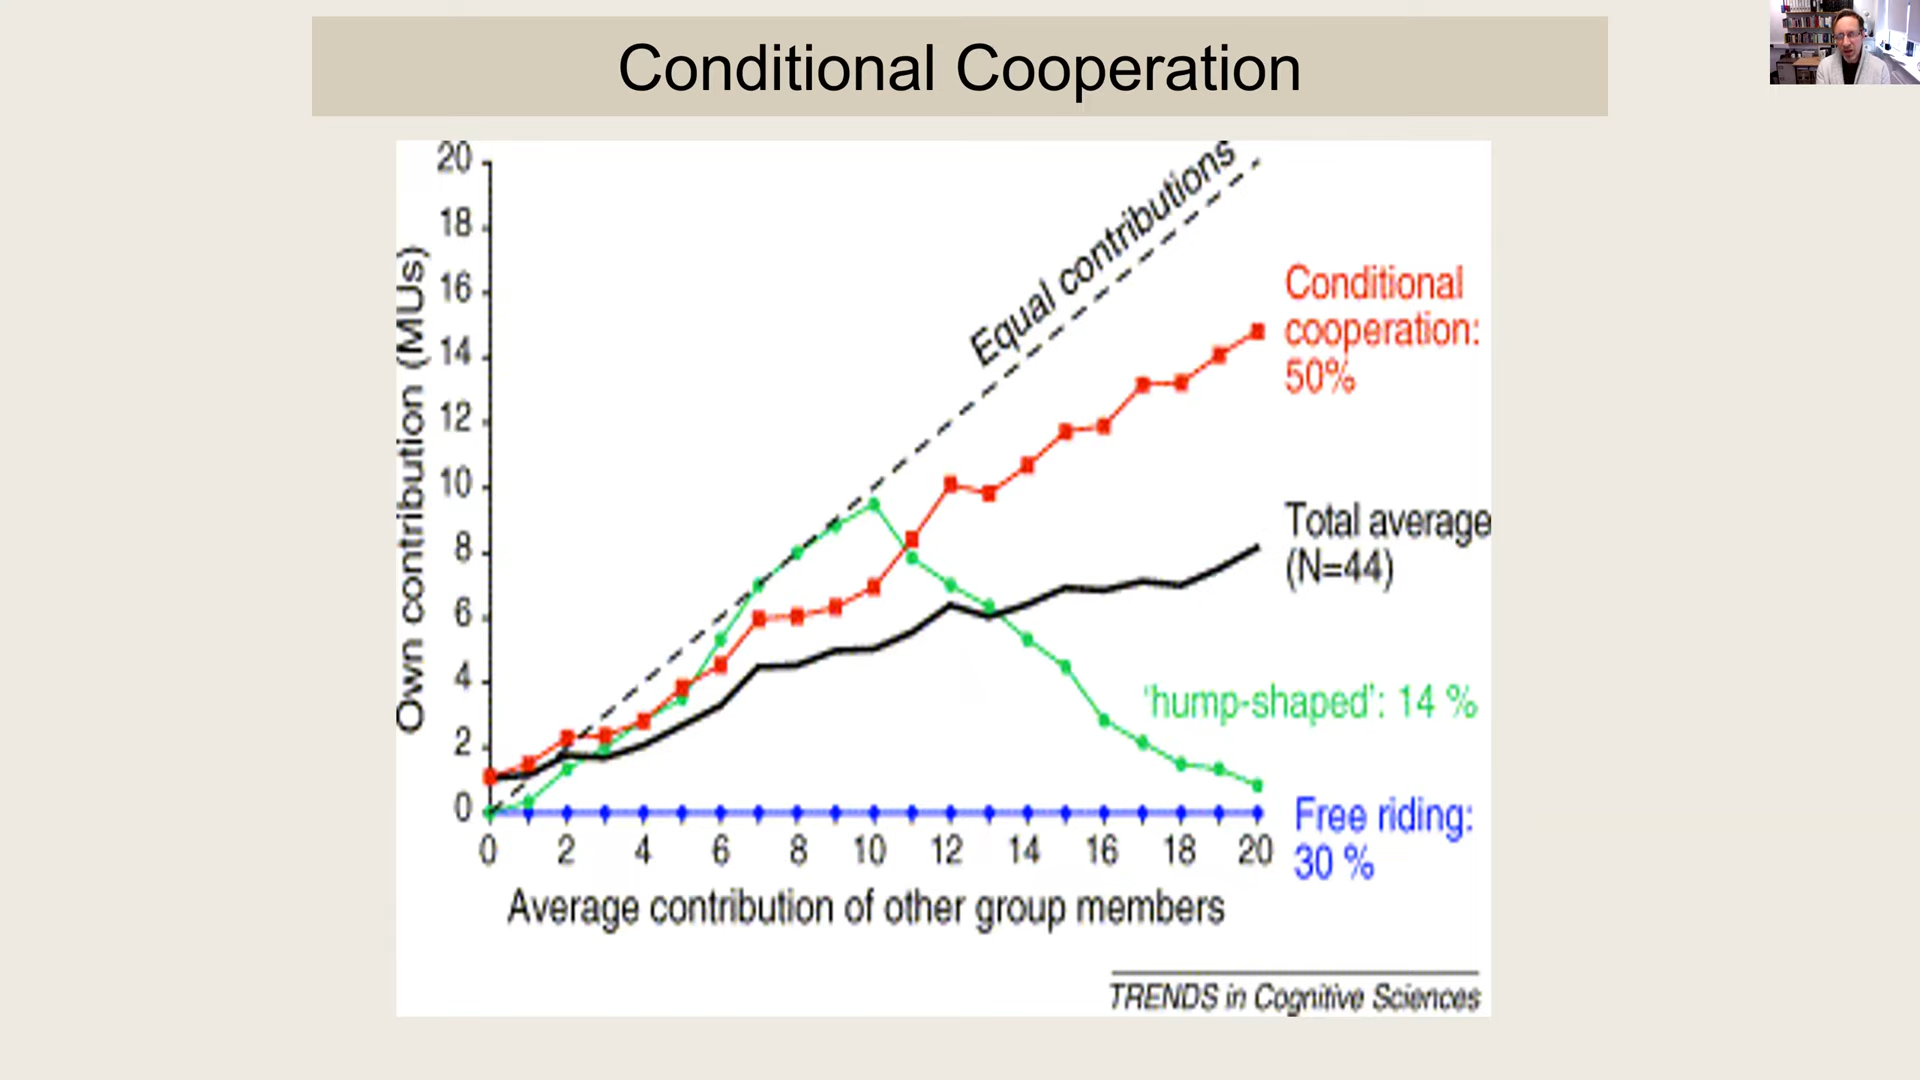 Conditional Cooperation
20
18
16
14
12
10
8
6
4
2
0
Own contribution (MUs)
Equal contributions
Conditional
cooperation:
50%
Total average
(N=44)
'hump-shaped': 14 %
Free riding:
30 %
0 2 4 6 8 10 12 14 16 18 20
Average contribution of other group members
TRENDS in Cognitive Sciences